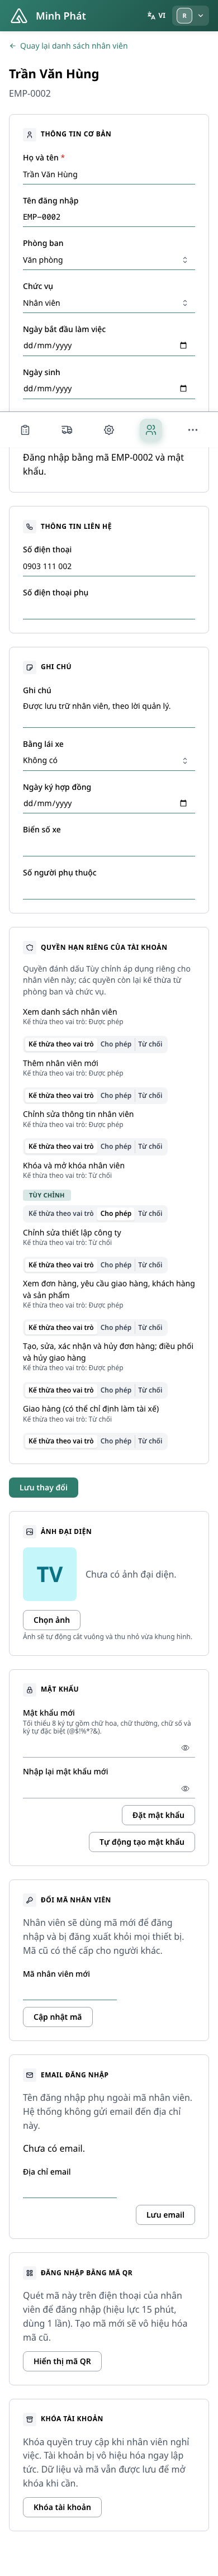 Minh Phát
VI
R
Quay lại danh sách nhân viên
Trần Văn Hùng
EMP-0002
THÔNG TIN CƠ BẢN
Họ và tên *
Trần Văn Hùng
Tên đăng nhập
EMP-0002
Phòng ban
Văn phòng
Chức vụ
Nhân viên
Ngày bắt đầu làm việc
dd/mm/yyyy
Ngày sinh
dd/mm/yyyy
Đăng nhập bằng mã EMP-0002 và mật
khẩu.
THÔNG TIN LIÊN HỆ
Số điện thoại
0903 111 002
Số điện thoại phụ
GHI CHÚ
Ghi chú
Được lưu trữ nhân viên, theo lời quản lý.
Bằng lái xe
Không có
Ngày ký hợp đồng
dd/mm/yyyy
Biển số xe
Số người phụ thuộc
QUYỀN HẠN RIÊNG CỦA TÀI KHOẢN
Quyền đánh dấu Tùy chỉnh áp dụng riêng cho
nhân viên này; các quyền còn lại kế thừa từ
phòng ban và chức vụ.
Xem danh sách nhân viên
Kế thừa theo vai trò: Được phép
Kế thừa theo vai trò Cho phép Từ chối
Thêm nhân viên mới
Kế thừa theo vai trò: Được phép
Kế thừa theo vai trò Cho phép Từ chối
Chỉnh sửa thông tin nhân viên
Kế thừa theo vai trò: Được phép
Kế thừa theo vai trò Cho phép Từ chối
Khóa và mở khóa nhân viên
Kế thừa theo vai trò: Từ chối
TÙY CHỈNH
Kế thừa theo vai trò Cho phép Từ chối
Chỉnh sửa thiết lập công ty
Kế thừa theo vai trò: Từ chối
Kế thừa theo vai trò Cho phép Từ chối
Xem đơn hàng, yêu cầu giao hàng, khách hàng
và sản phẩm
Kế thừa theo vai trò: Được phép
Kế thừa theo vai trò Cho phép Từ chối
Tạo, sửa, xác nhận và hủy đơn hàng; điều phối
và hủy giao hàng
Kế thừa theo vai trò: Được phép
Kế thừa theo vai trò Cho phép Từ chối
Giao hàng (có thể chỉ định làm tài xế)
Kế thừa theo vai trò: Từ chối
Kế thừa theo vai trò Cho phép Từ chối
Lưu thay đổi
ẢNH ĐẠI DIỆN
TV
Chưa có ảnh đại diện.
Chọn ảnh
Ảnh sẽ tự động cắt vuông và thu nhỏ vừa khung hình.
MẬT KHẨU
Mật khẩu mới
Tối thiểu 8 ký tự gồm chữ hoa, chữ thường, chữ số và
ký tự đặc biệt (@$!%*?&).
Nhập lại mật khẩu mới
Đặt mật khẩu
Tự động tạo mật khẩu
ĐỔI MÃ NHÂN VIÊN
Nhân viên sẽ dùng mã mới để đăng
nhập và bị đăng xuất khỏi mọi thiết bị.
Mã cũ có thể cấp cho người khác.
Mã nhân viên mới
Cập nhật mã
EMAIL ĐĂNG NHẬP
Tên đăng nhập phụ ngoài mã nhân viên.
Hệ thống không gửi email đến địa chỉ
này.
Chưa có email.
Địa chỉ email
Lưu email
ĐĂNG NHẬP BẰNG MÃ QR
Quét mã này trên điện thoại của nhân
viên để đăng nhập (hiệu lực 15 phút,
dùng 1 lần). Tạo mã mới sẽ vô hiệu hóa
mã cũ.
Hiển thị mã QR
KHÓA TÀI KHOẢN
Khóa quyền truy cập khi nhân viên nghỉ
việc. Tài khoản bị vô hiệu hóa ngay lập
tức. Dữ liệu và mã vẫn được lưu để mở
khóa khi cần.
Khóa tài khoản